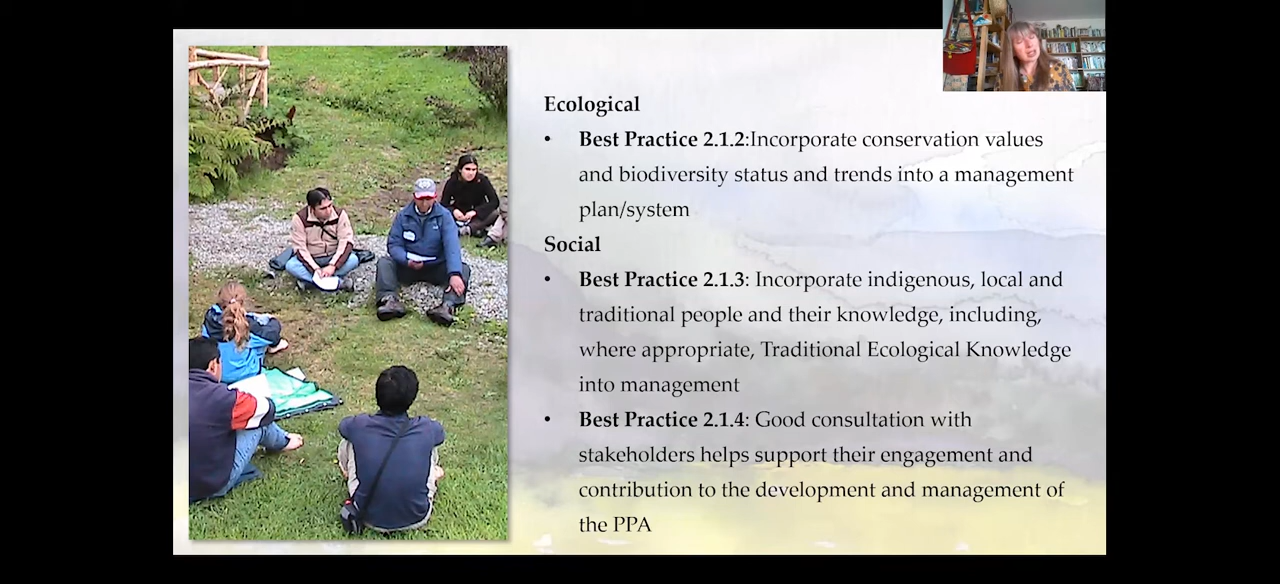 Ecological
• Best Practice 2.1.2:Incorporate conservation values
and biodiversity status and trends into a management
plan/system
Social
• Best Practice 2.1.3: Incorporate indigenous, local and
traditional people and their knowledge, including,
where appropriate, Traditional Ecological Knowledge
into management
• Best Practice 2.1.4: Good consultation with
stakeholders helps support their engagement and
contribution to the development and management of
the PPA